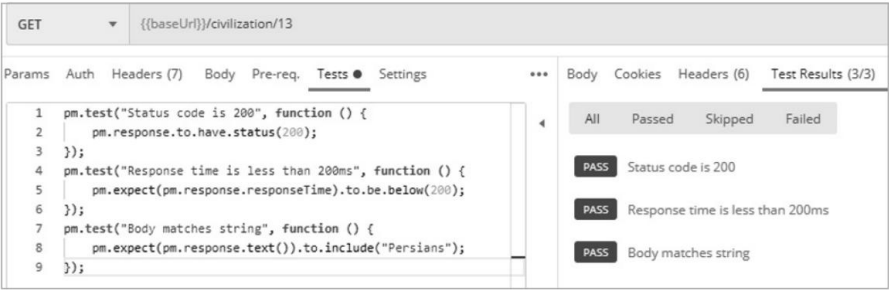 GET {{baseUrl}}/civilization/13
Params Auth Headers (7) Body Pre-req. Tests ● Settings •••
1 pm.test("Status code is 200", function () {
2 pm.response.to.have.status(200);
3 });
4 pm.test("Response time is less than 200ms", function () {
5 pm.expect(pm.response.responseTime).to.be.below(200);
6 });
7 pm.test("Body matches string", function () {
8 pm.expect(pm.response.text()).to.include("Persians");
9 });
Body Cookies Headers (6) Test Results (3/3)
All Passed Skipped Failed
PASS Status code is 200
PASS Response time is less than 200ms
PASS Body matches string